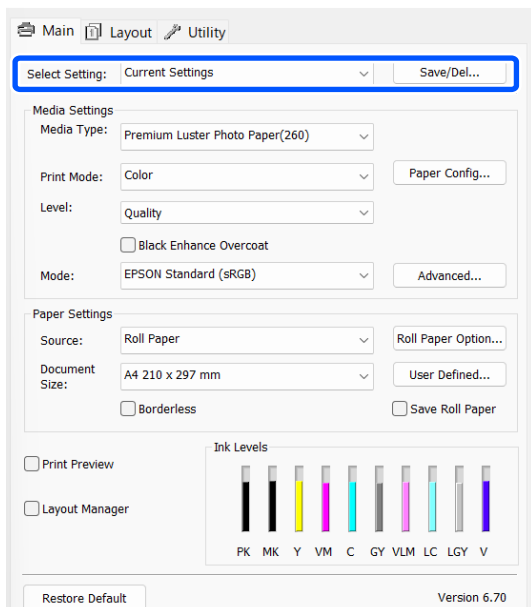 Main Layout Utility
Select Setting: Current Settings Save/Del...
Media Settings
Media Type: Premium Luster Photo Paper(260)
Print Mode: Color Paper Config...
Level: Quality
Black Enhance Overcoat
Mode: EPSON Standard (sRGB) Advanced...
Paper Settings
Source: Roll Paper Roll Paper Option...
Document
Size: A4 210 x 297 mm User Defined...
Borderless Save Roll Paper
Ink Levels
Print Preview
Layout Manager
PK MK Y VM C GY VLM LC LGY V
Restore Default Version 6.70